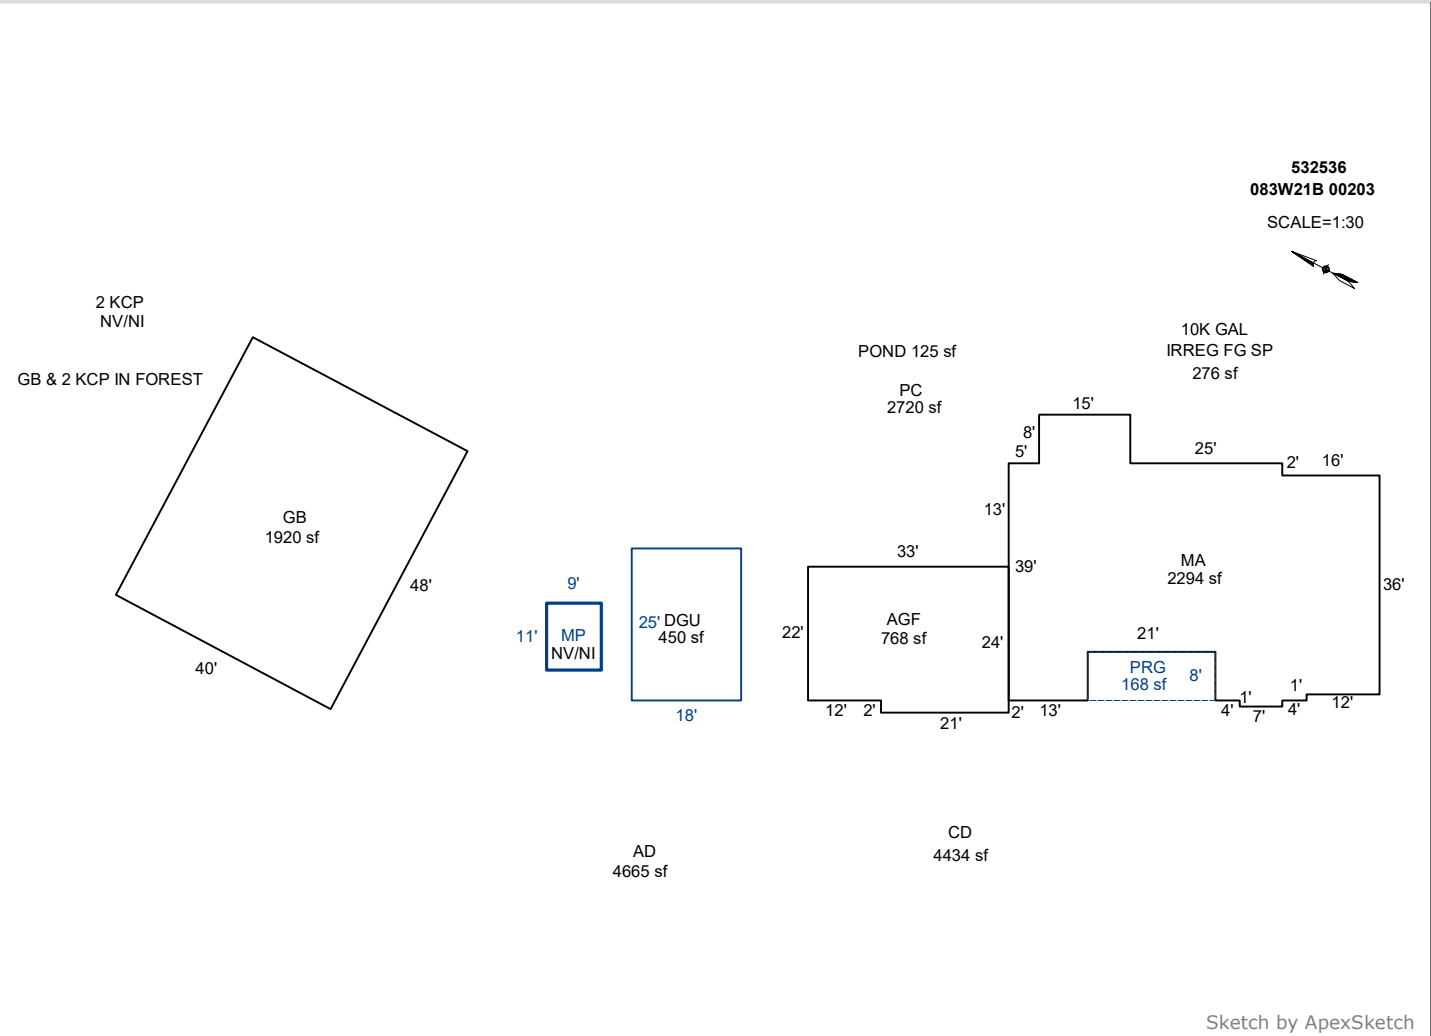 532536
083W21B 00203
SCALE=1:30
2 KCP
NV/NI
GB & 2 KCP IN FOREST
POND 125 sf
PC
2720 sf
10K GAL
IRREG FG SP
276 sf
GB
1920 sf
48'
40'
9'
11'
MP
NV/NI
25'
DGU
450 sf
18'
33'
22'
AGF
768 sf
24'
12'
2'
21'
2'
15'
8'
5'
25'
2'
16'
13'
39'
MA
2294 sf
36'
21'
PRG
168 sf
8'
13'
4'
1'
7'
4'
1'
12'
AD
4665 sf
CD
4434 sf
Sketch by ApexSketch